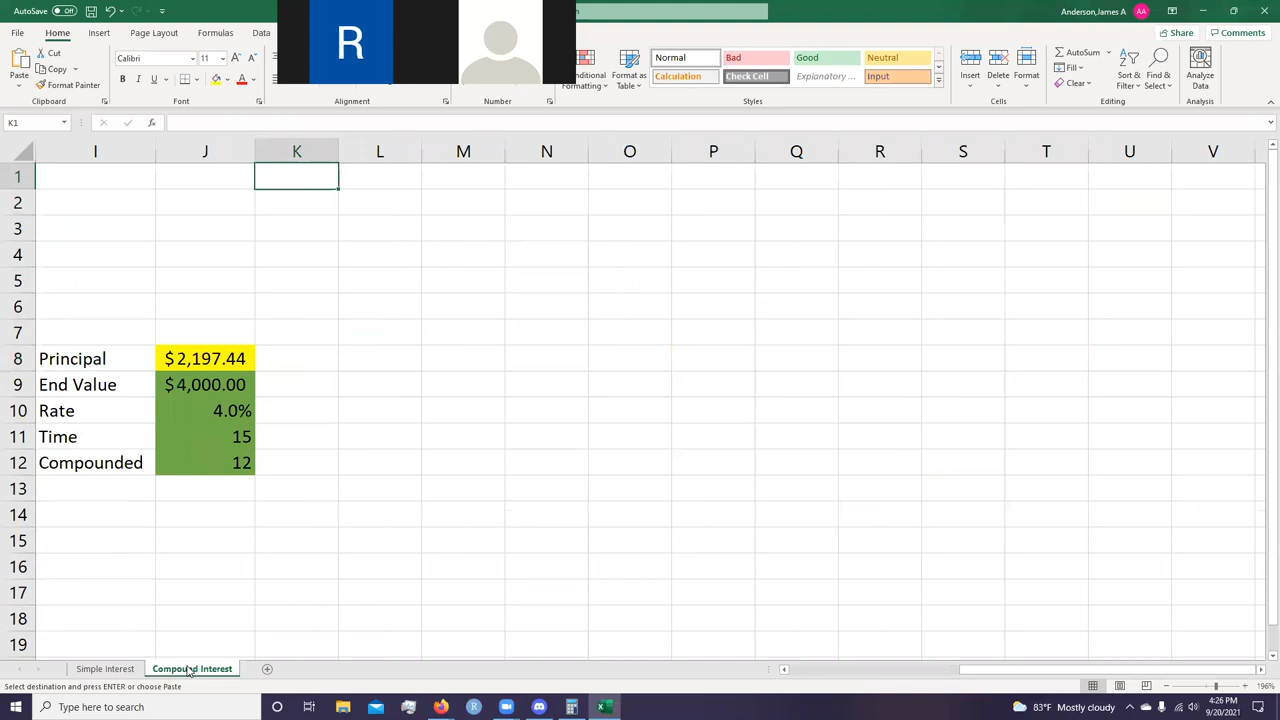 AutoSave Off
Anderson,James A AA
File Home Insert Page Layout Formulas Share Comments
R
Paste Cut Copy Format Painter
Calibri 11
B I U
Formatting Format as Table
Normal Bad Good Neutral
Calculation Check Cell Explanatory ... Input
Insert Delete Format
AutoSum Fill Clear
Sort & Filter Find & Select Analyze Data
Clipboard Font Alignment Number Styles Cells Editing Analysis
K1 fx
I J K L M N O P Q R S T U V
1
2
3
4
5
6
7
8 Principal $ 2,197.44
9 End Value $ 4,000.00
10 Rate 4.0%
11 Time 15
12 Compounded 12
13
14
15
16
17
18
19
Simple Interest Compound Interest
Select destination and press ENTER or choose Paste 196%
Type here to search
83°F Mostly cloudy 4:26 PM
9/20/2021